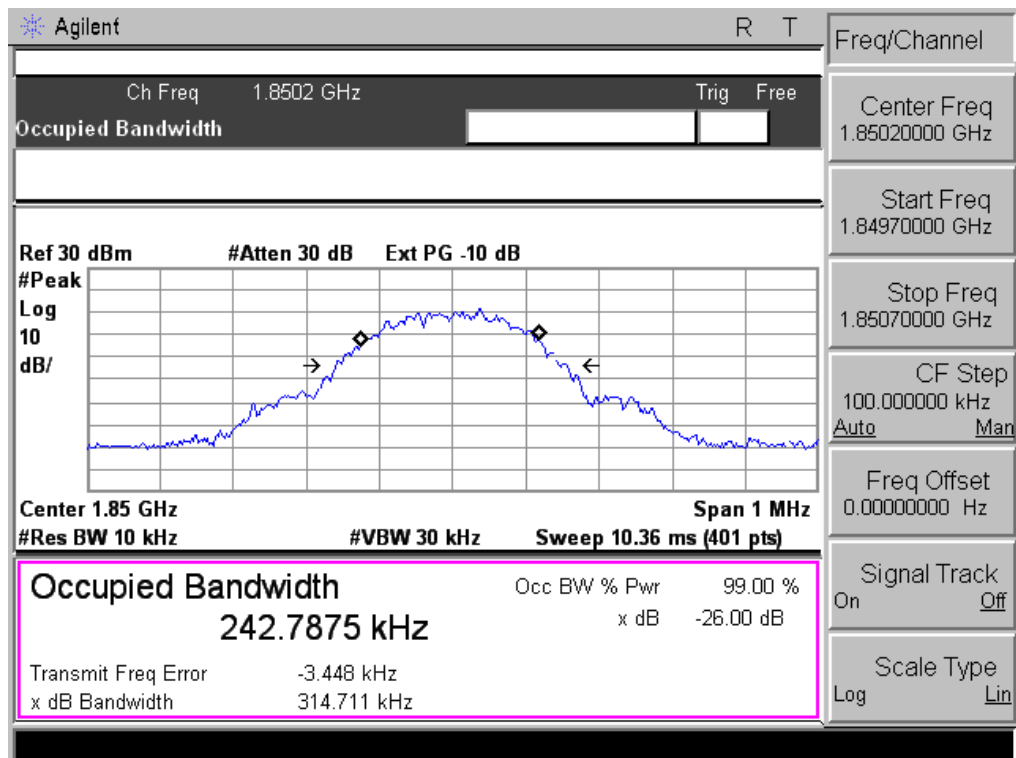 Agilent R T
Freq/Channel
Ch Freq 1.8502 GHz Trig Free
Occupied Bandwidth
Center Freq
1.85020000 GHz
Start Freq
1.84970000 GHz
Ref 30 dBm #Atten 30 dB Ext PG -10 dB
#Peak
Log
10
dB/
Stop Freq
1.85070000 GHz
CF Step
100.000000 kHz
Auto Man
Center 1.85 GHz Span 1 MHz
#Res BW 10 kHz #VBW 30 kHz Sweep 10.36 ms (401 pts)
Freq Offset
0.00000000 Hz
Occupied Bandwidth
242.7875 kHz
Occ BW % Pwr 99.00 %
x dB -26.00 dB
Transmit Freq Error -3.448 kHz
x dB Bandwidth 314.711 kHz
Signal Track
On Off
Scale Type
Log Lin